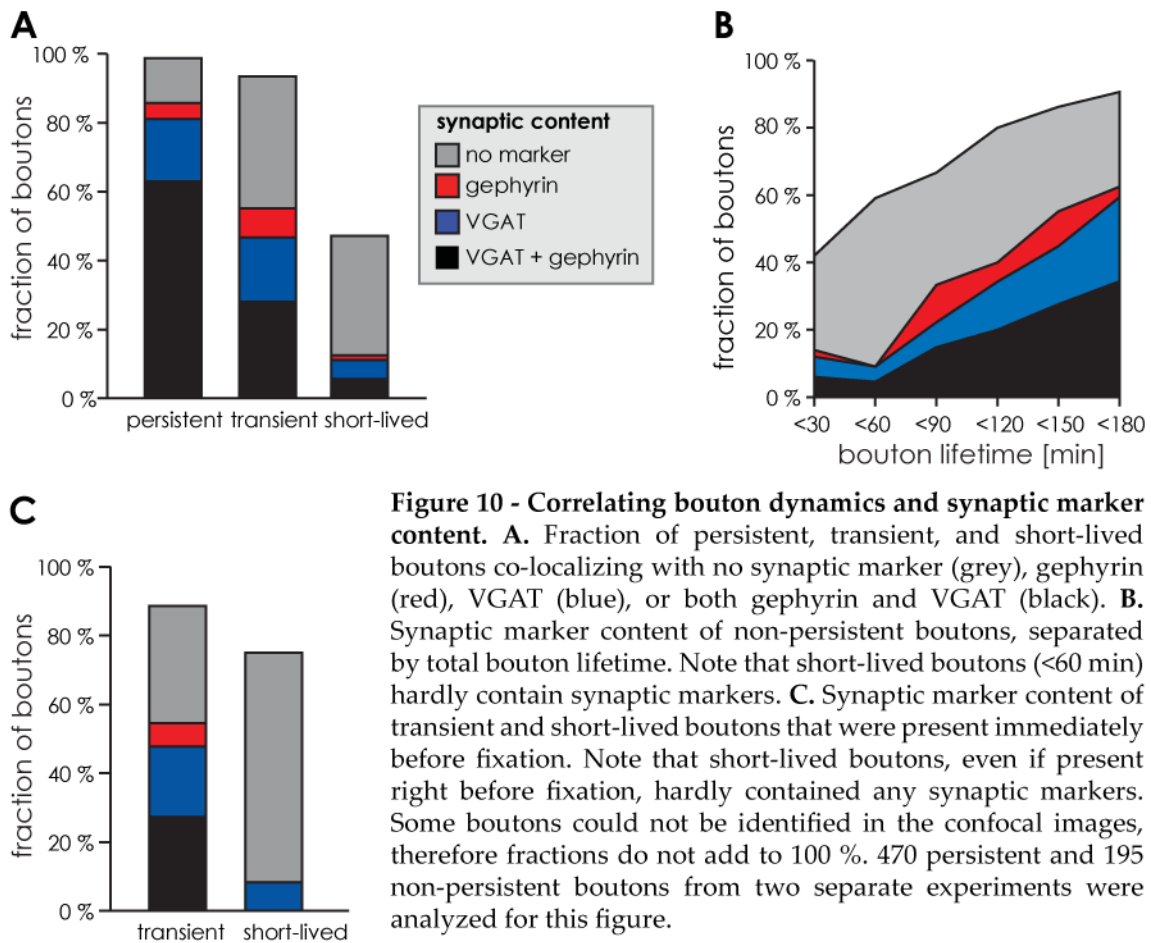 A
100 %
80 %
60 %
40 %
20 %
0 %
fraction of boutons
persistent transient short-lived
synaptic content
no marker
gephyrin
VGAT
VGAT + gephyrin
B
100 %
80 %
60 %
40 %
20 %
0 %
fraction of boutons
<30 <60 <90 <120 <150 <180
bouton lifetime [min]
C
100 %
80 %
60 %
40 %
20 %
0 %
fraction of boutons
transient short-lived
Figure 10 - Correlating bouton dynamics and synaptic marker
content. A. Fraction of persistent, transient, and short-lived
boutons co-localizing with no synaptic marker (grey), gephyrin
(red), VGAT (blue), or both gephyrin and VGAT (black). B.
Synaptic marker content of non-persistent boutons, separated
by total bouton lifetime. Note that short-lived boutons (<60 min)
hardly contain synaptic markers. C. Synaptic marker content of
transient and short-lived boutons that were present immediately
before fixation. Note that short-lived boutons, even if present
right before fixation, hardly contained any synaptic markers.
Some boutons could not be identified in the confocal images,
therefore fractions do not add to 100 %. 470 persistent and 195
non-persistent boutons from two separate experiments were
analyzed for this figure.